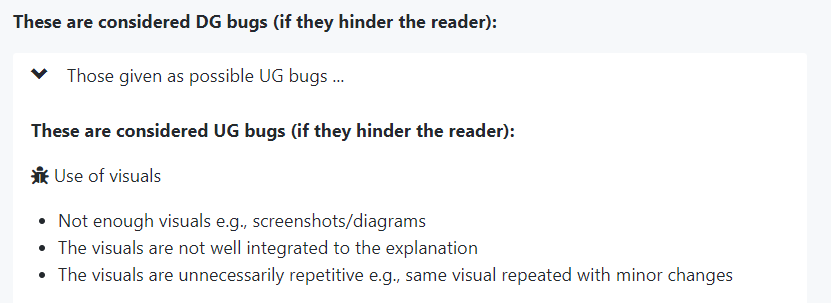 These are considered DG bugs (if they hinder the reader):
Those given as possible UG bugs ...
These are considered UG bugs (if they hinder the reader):
Use of visuals
Not enough visuals e.g., screenshots/diagrams
The visuals are not well integrated to the explanation
The visuals are unnecessarily repetitive e.g., same visual repeated with minor changes